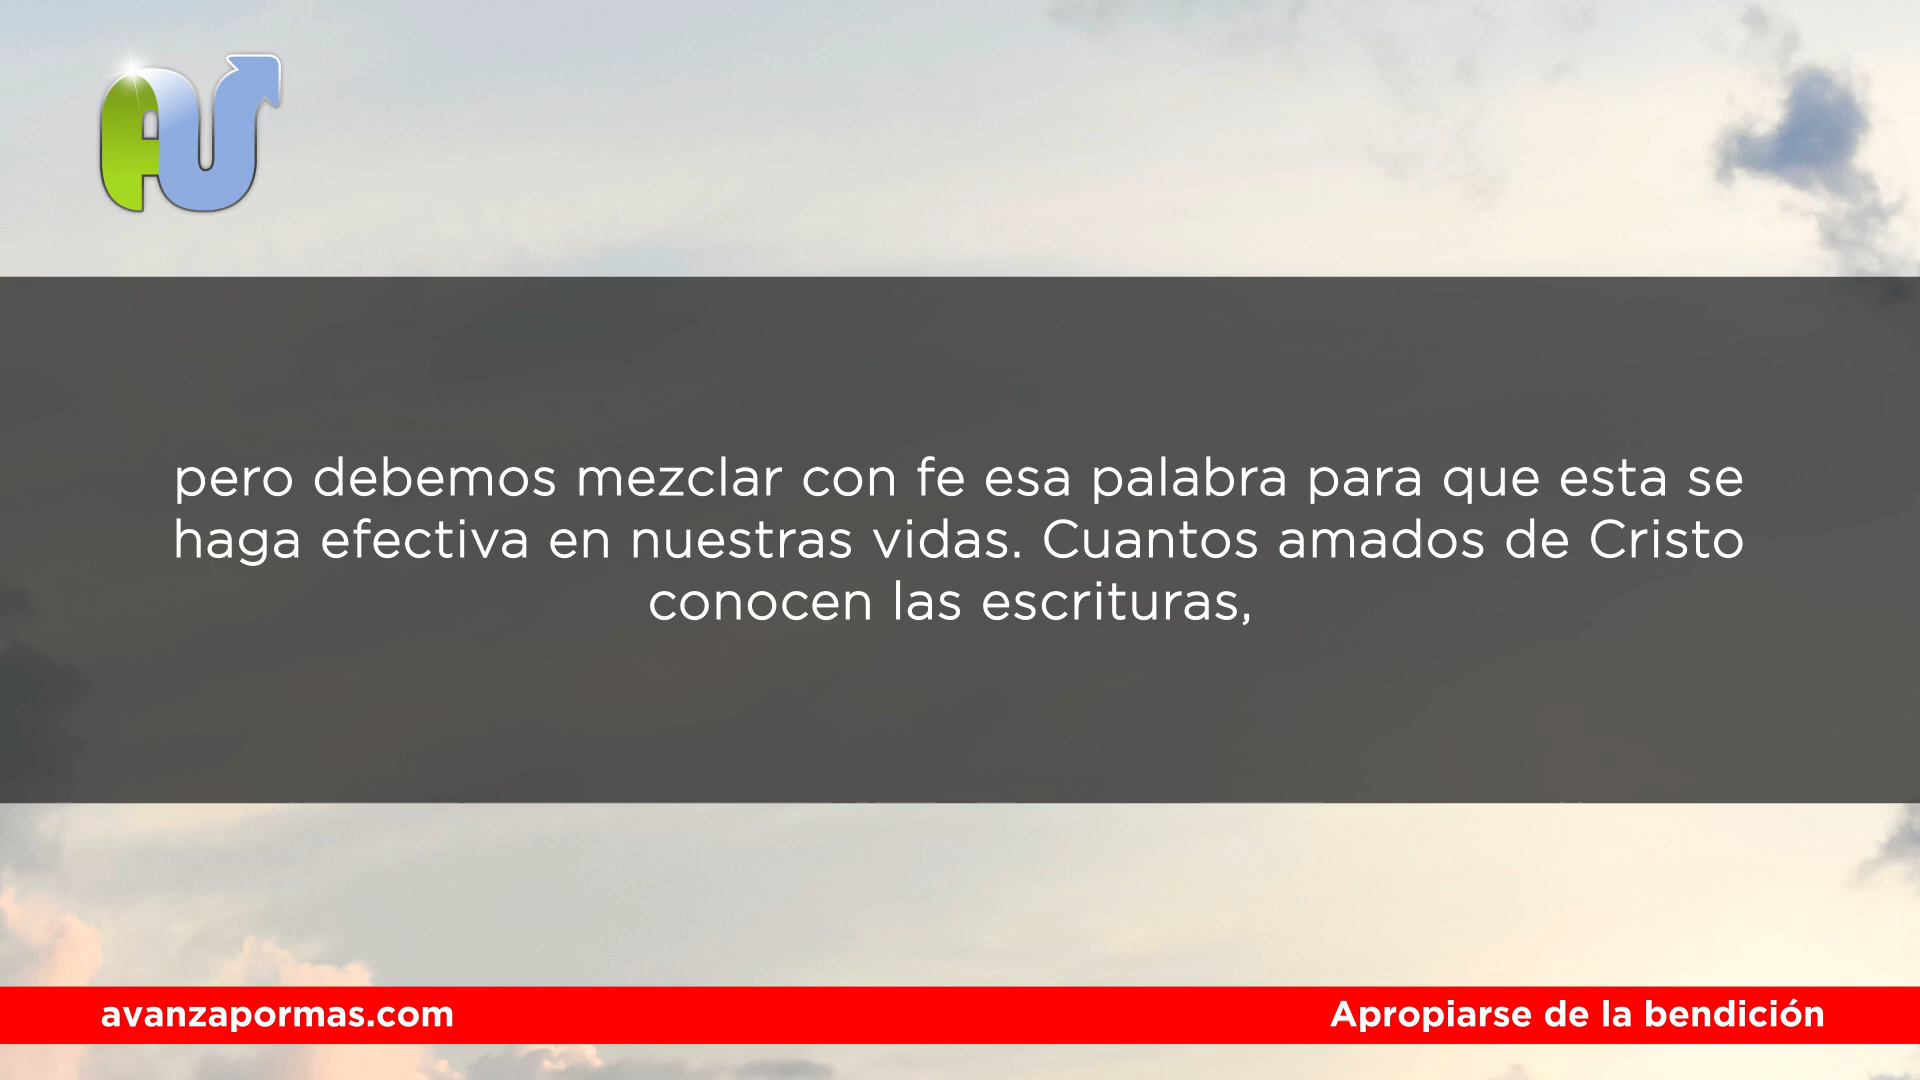 pero debemos mezclar con fe esa palabra para que esta se
haga efectiva en nuestras vidas. Cuantos amados de Cristo
conocen las escrituras,
avanzapormas.com
Apropiarse de la bendición